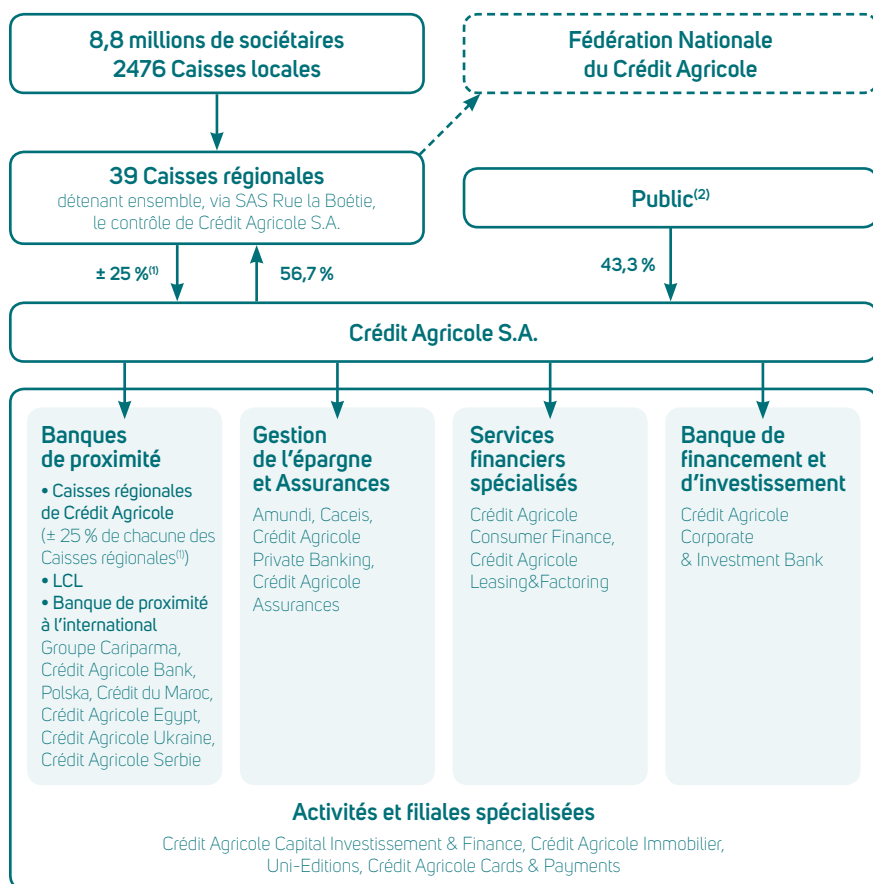 8,8 millions de sociétaires
2476 Caisses locales
Fédération Nationale
du Crédit Agricole
39 Caisses régionales
détenant ensemble, via SAS Rue la Boétie,
le contrôle de Crédit Agricole S.A.
Public(2)
± 25 %(1)
56,7 %
43,3 %
Crédit Agricole S.A.
Banques
de proximité
• Caisses régionales
de Crédit Agricole
(± 25 % de chacune des
Caisses régionales(1))
• LCL
• Banque de proximité
à l'international
Groupe Cariparma,
Crédit Agricole Bank,
Polska, Crédit du Maroc,
Crédit Agricole Egypt,
Crédit Agricole Ukraine,
Crédit Agricole Serbie
Gestion
de l'épargne
et Assurances
Amundi, Caceis,
Crédit Agricole
Private Banking,
Crédit Agricole
Assurances
Services
financiers
spécialisés
Crédit Agricole
Consumer Finance,
Crédit Agricole
Leasing&Factoring
Banque de
financement et
d'investissement
Crédit Agricole
Corporate
& Investment Bank
Activités et filiales spécialisées
Crédit Agricole Capital Investissement & Finance, Crédit Agricole Immobilier,
Uni-Editions, Crédit Agricole Cards & Payments